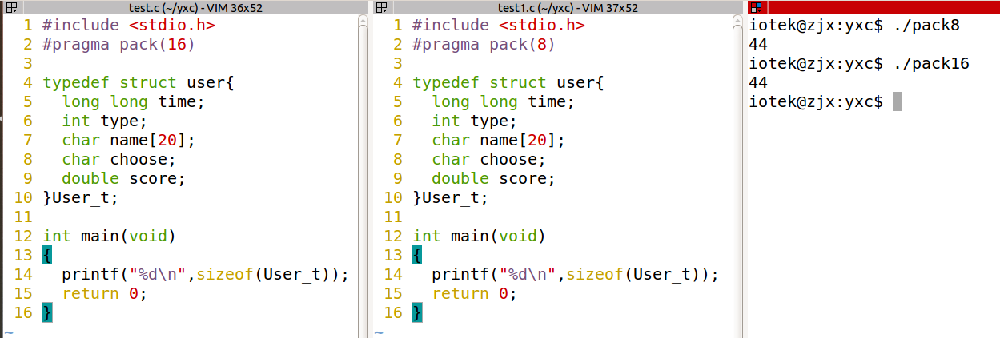 test.c (~/yxc) - VIM 36x52
1 #include <stdio.h>
2 #pragma pack(16)
3
4 typedef struct user{
5   long long time;
6   int type;
7   char name[20];
8   char choose;
9   double score;
10 }User_t;
11
12 int main(void)
13 {
14   printf("%d\n",sizeof(User_t));
15   return 0;
16 }
~
test1.c (~/yxc) - VIM 37x52
1 #include <stdio.h>
2 #pragma pack(8)
3
4 typedef struct user{
5   long long time;
6   int type;
7   char name[20];
8   char choose;
9   double score;
10 }User_t;
11
12 int main(void)
13 {
14   printf("%d\n",sizeof(User_t));
15   return 0;
16 }
~
iotek@zjx:yxc$ ./pack8
44
iotek@zjx:yxc$ ./pack16
44
iotek@zjx:yxc$